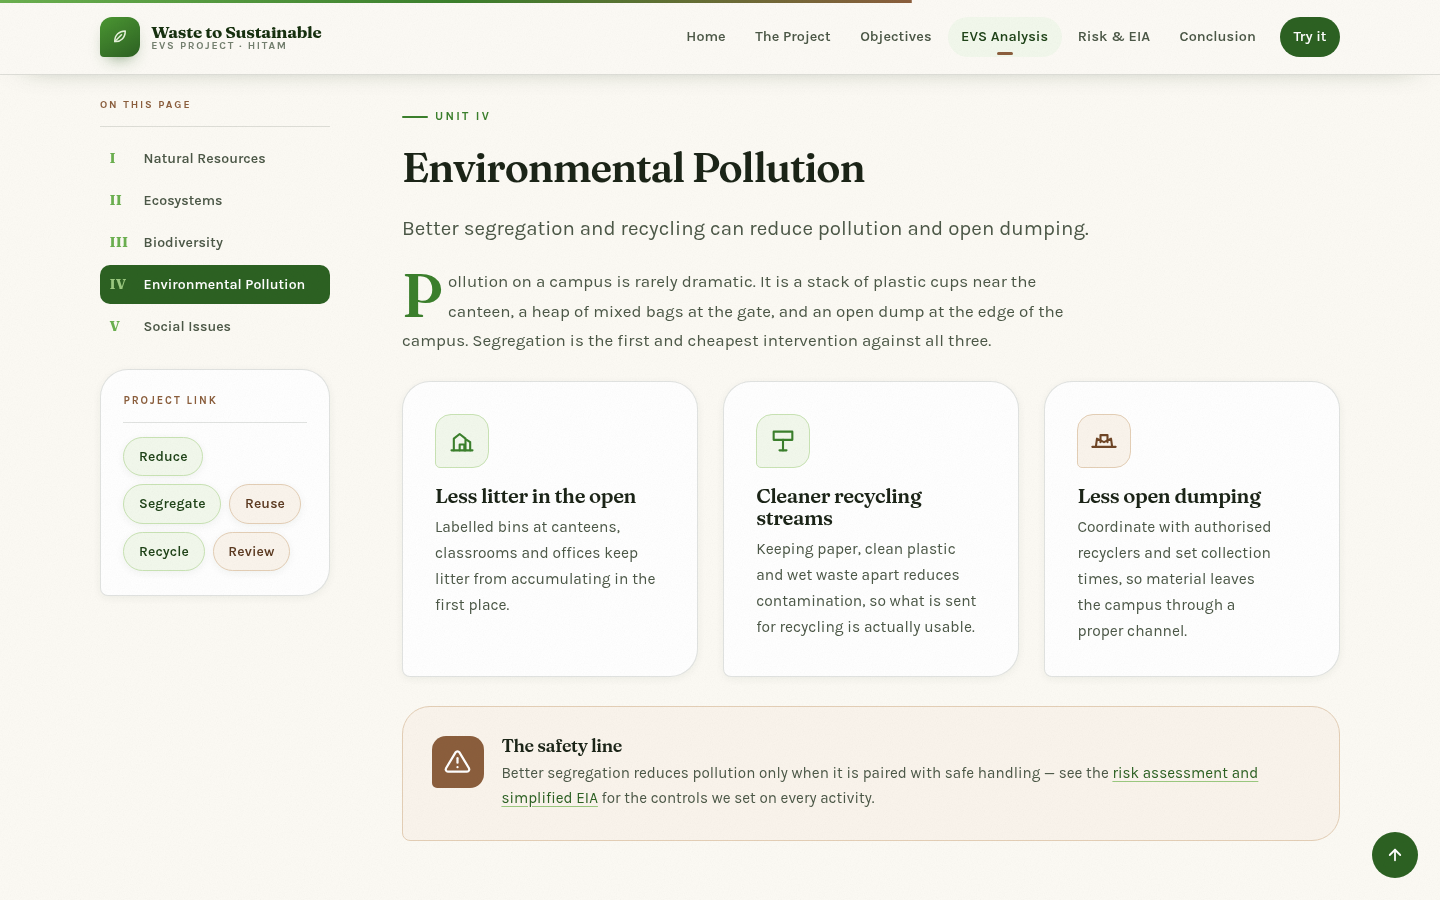 Waste to Sustainable
EVS PROJECT · HITAM
Home
The Project
Objectives
EVS Analysis
Risk & EIA
Conclusion
Try it
ON THIS PAGE
I Natural Resources
II Ecosystems
III Biodiversity
IV Environmental Pollution
V Social Issues
PROJECT LINK
Reduce
Segregate
Reuse
Recycle
Review
UNIT IV
Environmental Pollution
Better segregation and recycling can reduce pollution and open dumping.
Pollution on a campus is rarely dramatic. It is a stack of plastic cups near the
canteen, a heap of mixed bags at the gate, and an open dump at the edge of the
campus. Segregation is the first and cheapest intervention against all three.
Less litter in the open
Labelled bins at canteens,
classrooms and offices keep
litter from accumulating in the
first place.
Cleaner recycling
streams
Keeping paper, clean plastic
and wet waste apart reduces
contamination, so what is sent
for recycling is actually usable.
Less open dumping
Coordinate with authorised
recyclers and set collection
times, so material leaves
the campus through a
proper channel.
The safety line
Better segregation reduces pollution only when it is paired with safe handling — see the risk assessment and
simplified EIA for the controls we set on every activity.